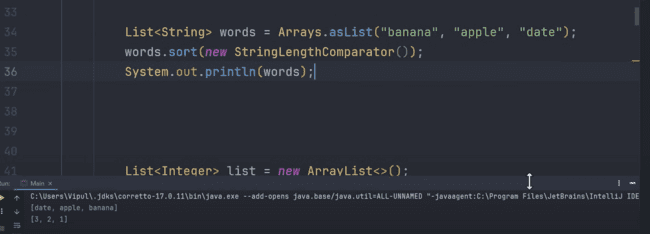 33
34 List<String> words = Arrays.asList("banana", "apple", "date");
35 words.sort(new StringLengthComparator());
36 System.out.println(words);
37
38
39
40
41 List<Integer> list = new ArrayList<>();
Run: Main ×
C:\Users\Vipul\.jdks\corretto-17.0.11\bin\java.exe --add-opens java.base/java.util=ALL-UNNAMED "-javaagent:C:\Program Files\JetBrains\IntelliJ IDE
[date, apple, banana]
[3, 2, 1]